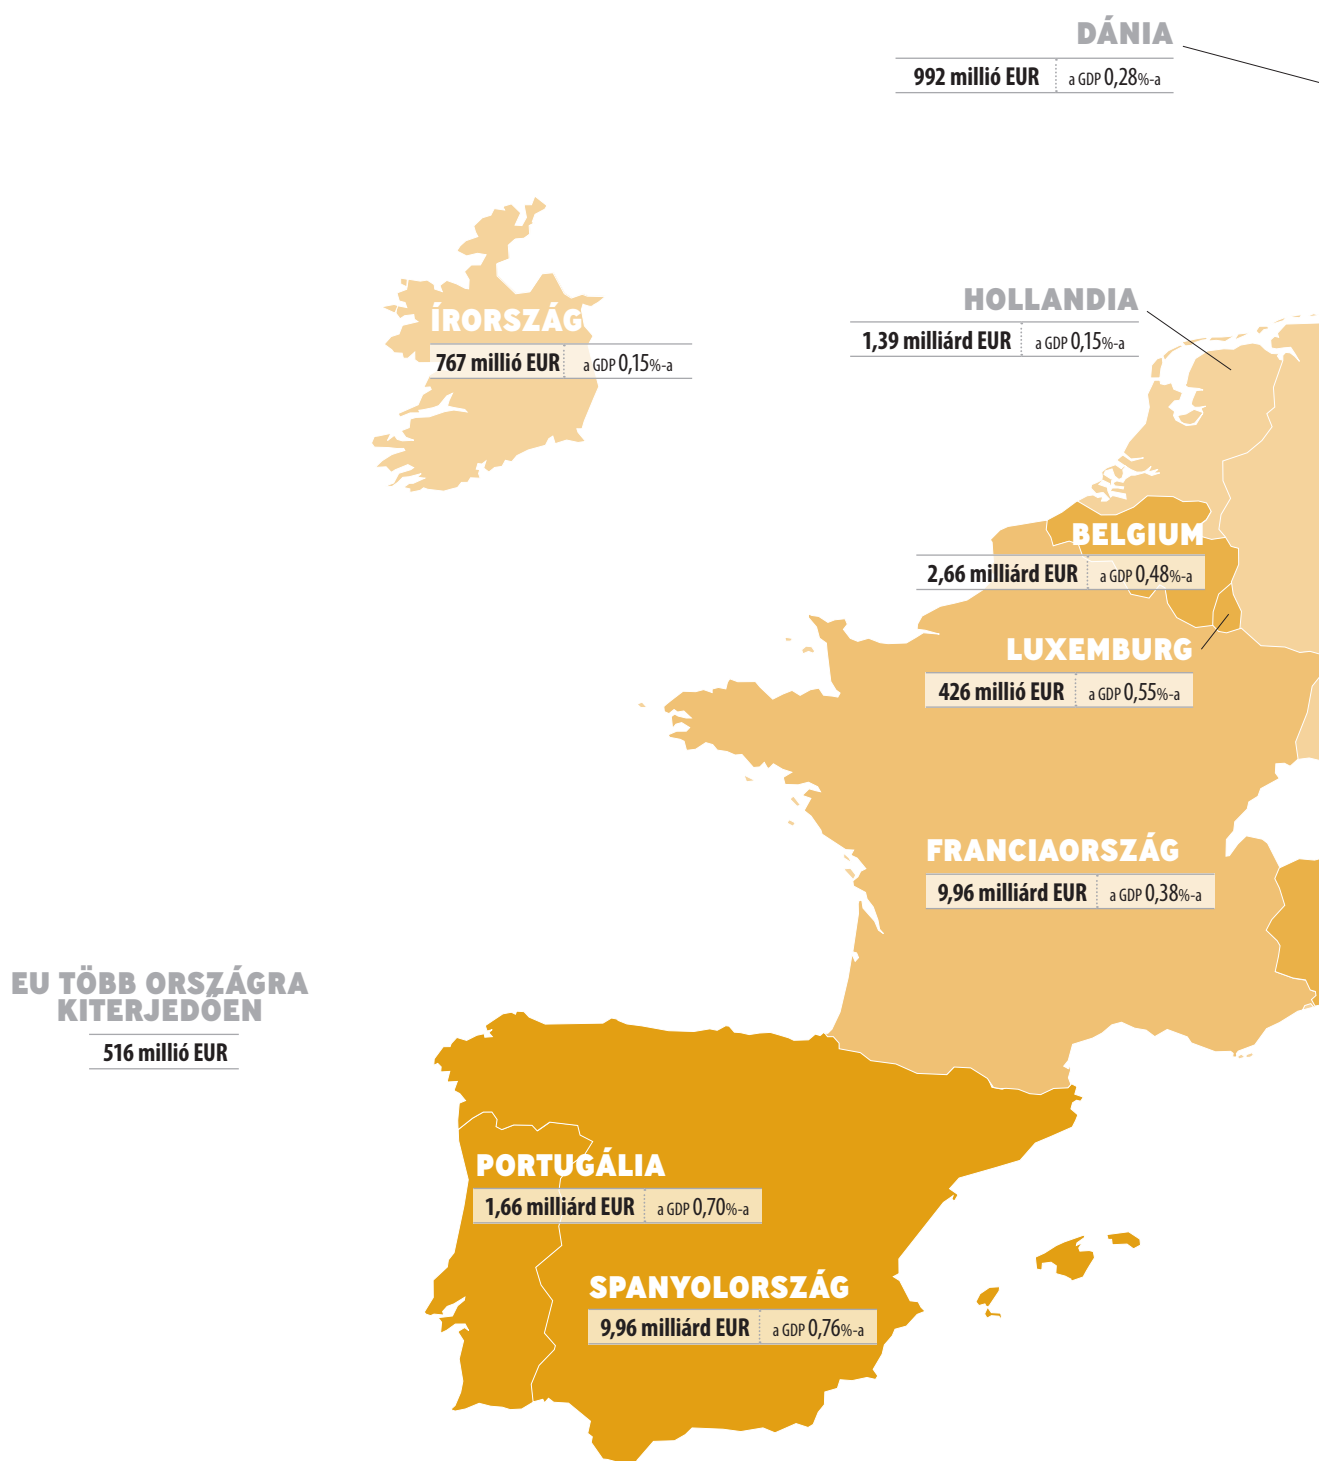 DÁNIA
992 millió EUR a GDP 0,28%-a
ÍRORSZÁG
767 millió EUR a GDP 0,15%-a
HOLLANDIA
1,39 milliárd EUR a GDP 0,15%-a
BELGIUM
2,66 milliárd EUR a GDP 0,48%-a
LUXEMBURG
426 millió EUR a GDP 0,55%-a
FRANCIAORSZÁG
9,96 milliárd EUR a GDP 0,38%-a
EU TÖBB ORSZÁGRA
KITERJEDŐEN
516 millió EUR
PORTUGÁLIA
1,66 milliárd EUR a GDP 0,70%-a
SPANYOLORSZÁG
9,96 milliárd EUR a GDP 0,76%-a